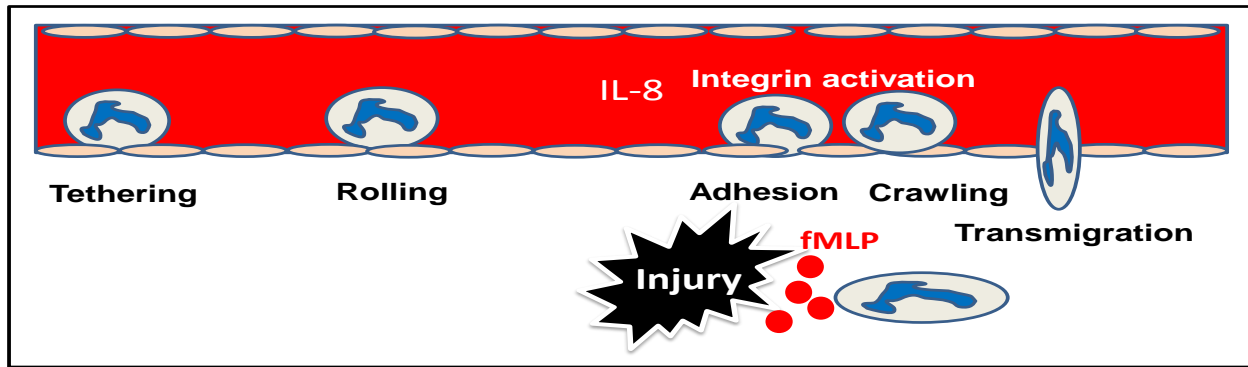 IL-8
Integrin activation
Tethering
Rolling
Adhesion
Crawling
Transmigration
fMLP
Injury